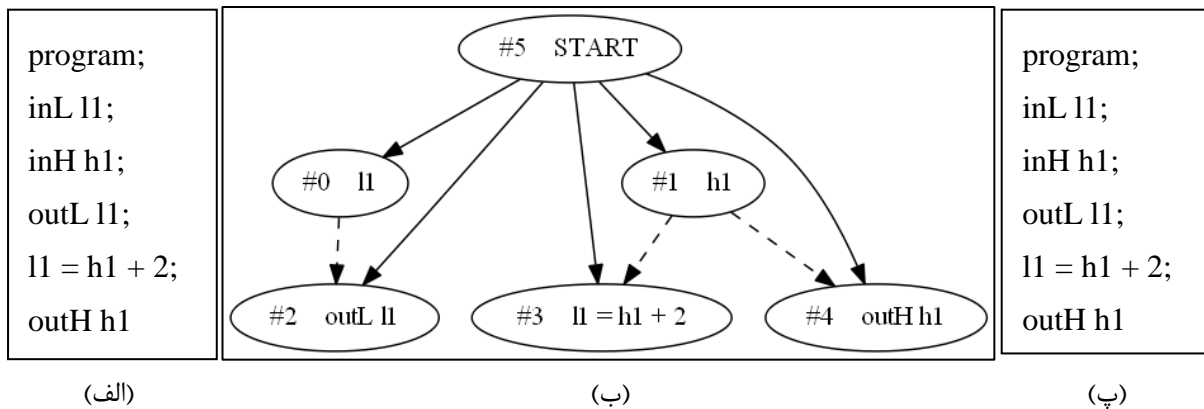 program;
inL l1;
inH h1;
outL l1;
l1 = h1 + 2;
outH h1
(الف)
#5 START
#0 l1
#1 h1
#2 outL l1
#3 l1 = h1 + 2
#4 outH h1
(ب)
program;
inL l1;
inH h1;
outL l1;
l1 = h1 + 2;
outH h1
(پ)